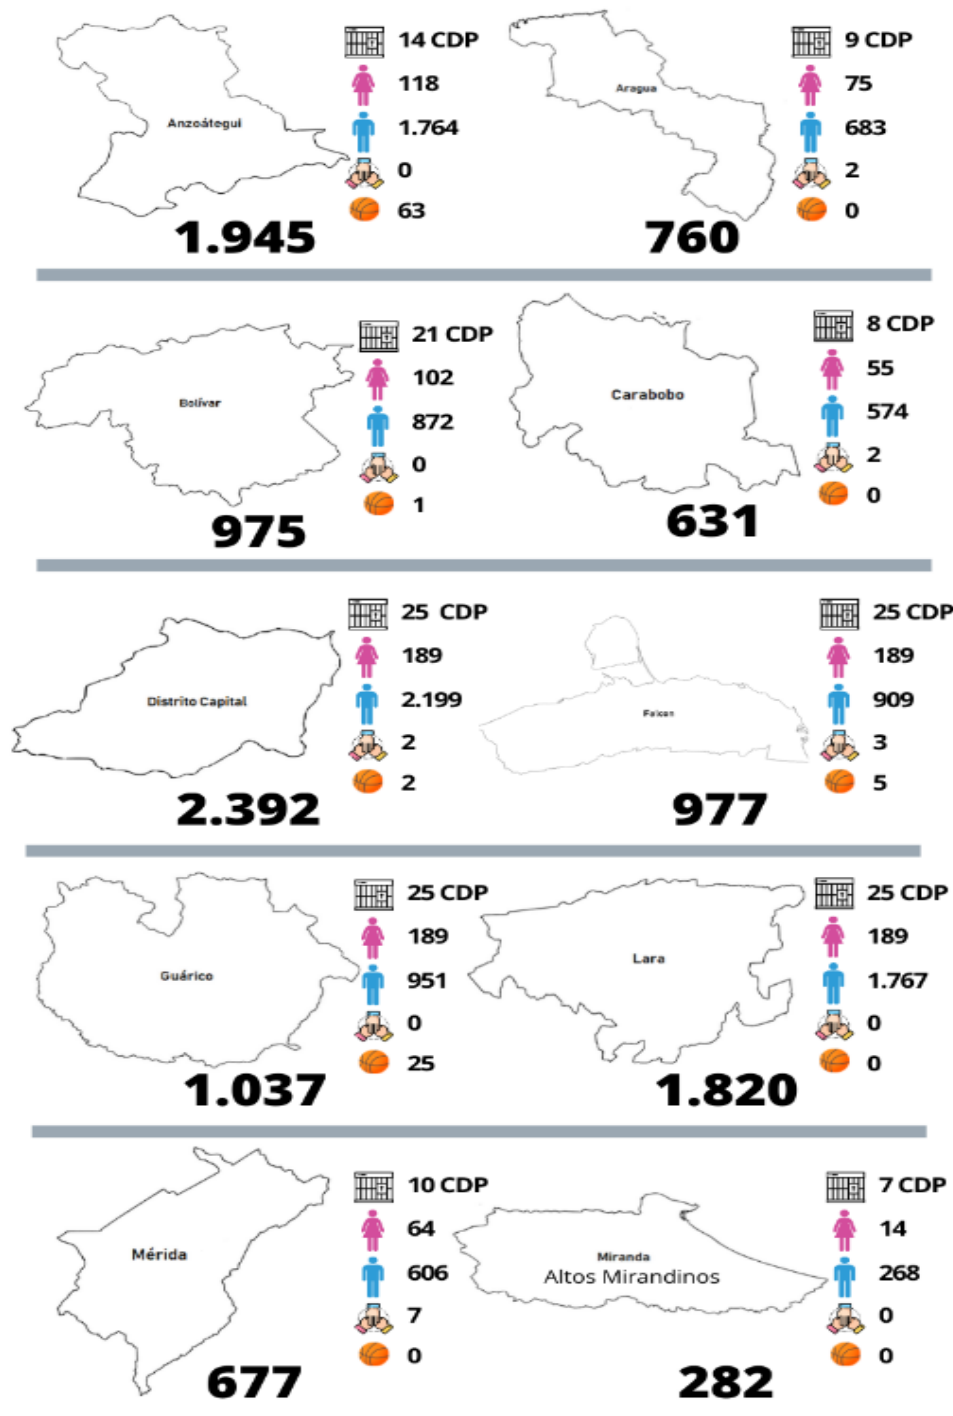 Anzoátegui
14 CDP
118
1.764
0
63
1.945
Aragua
9 CDP
75
683
2
0
760
Bolívar
21 CDP
102
872
0
1
975
Carabobo
8 CDP
55
574
2
0
631
Distrito Capital
25 CDP
189
2.199
2
2
2.392
Falcon
25 CDP
189
909
3
5
977
Guárico
25 CDP
189
951
0
25
1.037
Lara
25 CDP
189
1.767
0
0
1.820
Mérida
10 CDP
64
606
7
0
677
Miranda
Altos Mirandinos
7 CDP
14
268
0
0
282